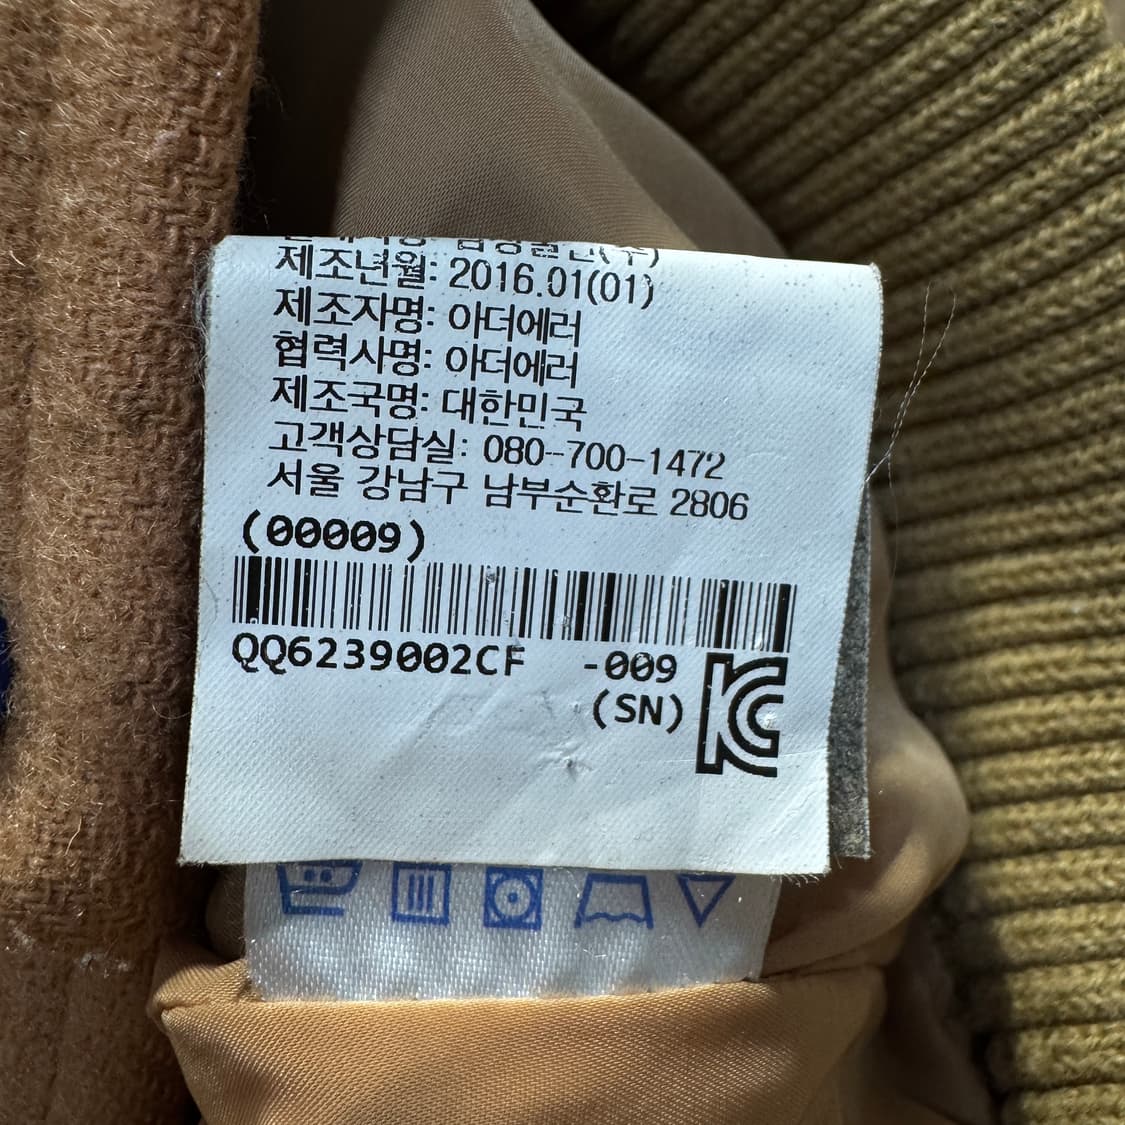 제조년월: 2016.01(01)
제조자명: 아더에러
협력사명: 아더에러
제조국명: 대한민국
고객상담실: 080-700-1472
서울 강남구 남부순환로 2806
(00009)
QQ6239002CF -009
(SN)
KC